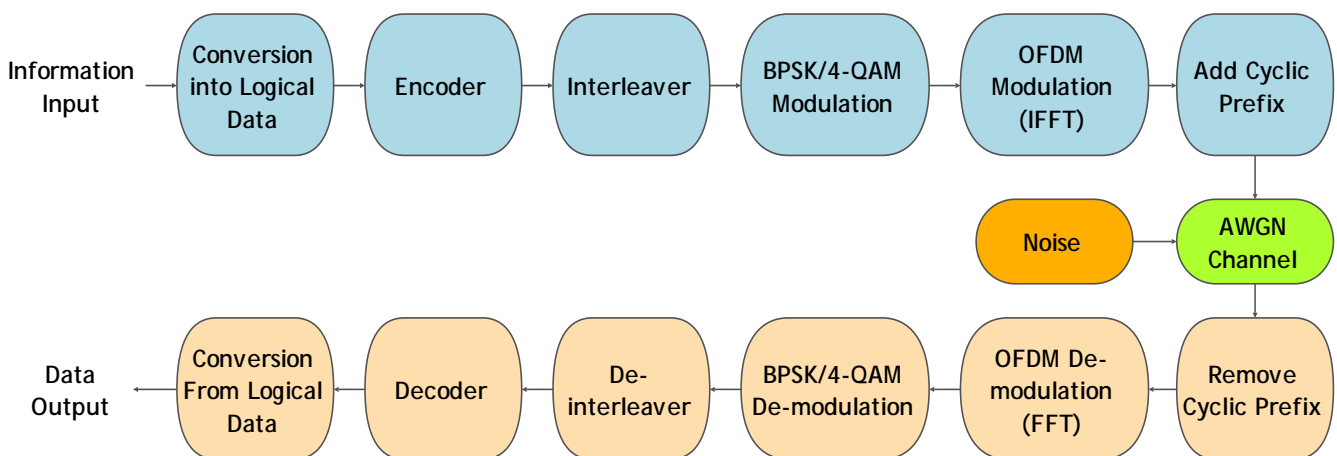 Information
Input
Conversion
into Logical
Data
Encoder
Interleaver
BPSK/4-QAM
Modulation
OFDM
Modulation
(IFFT)
Add Cyclic
Prefix
Noise
AWGN
Channel
Data
Output
Conversion
From Logical
Data
Decoder
De-
interleaver
BPSK/4-QAM
De-modulation
OFDM De-
modulation
(FFT)
Remove
Cyclic Prefix